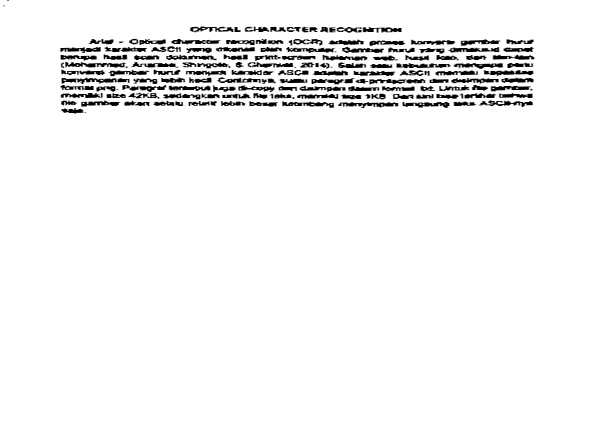 OPTICAL CHARACTER RECOGNITION
Arial - Optical character recognition (OCR) adalah proses konversi gambar huruf
menjadi karakter ASCII yang dikenali oleh komputer. Gambar huruf yang dimaksud dapat
berupa hasil scan dokumen, hasil print-screen halaman web, hasil foto, dan lain-lain
(Mohammed, Anarase, Shingote, & Ghanwat, 2014). Salah satu kebutuhan mengapa perlu
konversi gambar huruf menjadi karakter ASCII adalah karakter ASCII memiliki kapasitas
penyimpanan yang lebih kecil. Contohnya, suatu paragraf di-printscreen dan disimpan dalam
format png. Paragraf tersebut juga di-copy dan disimpan dalam format .txt. Untuk file gambar,
memiliki size 42KB, sedangkan untuk file teks, memiliki size 1KB. Dari sini bisa terlihat bahwa
file gambar akan selalu relatif lebih besar ketimbang menyimpan langsung teks ASCII-nya
saja.